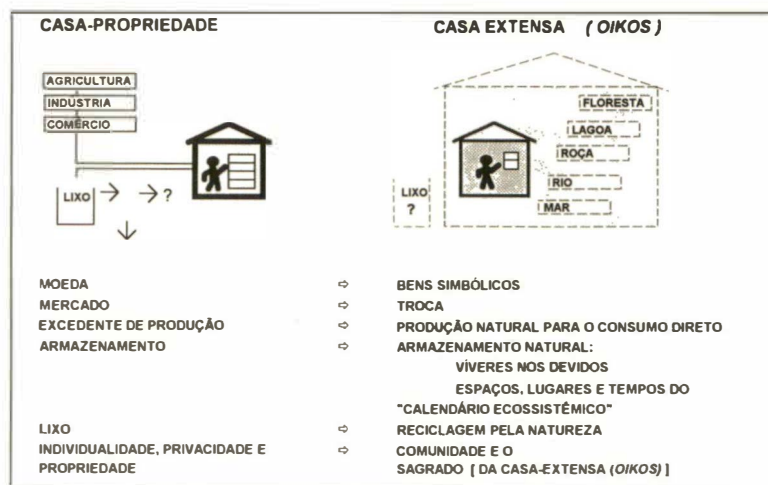 CASA-PROPRIEDADE
AGRICULTURA
INDÚSTRIA
COMÉRCIO
LIXO
?
CASA EXTENSA (OIKOS)
FLORESTA
LAGOA
ROÇA
RIO
MAR
LIXO
?
MOEDA ⇨ BENS SIMBÓLICOS
MERCADO ⇨ TROCA
EXCEDENTE DE PRODUÇÃO ⇨ PRODUÇÃO NATURAL PARA O CONSUMO DIRETO
ARMAZENAMENTO ⇨ ARMAZENAMENTO NATURAL:
VÍVERES NOS DEVIDOS
ESPAÇOS, LUGARES E TEMPOS DO
"CALENDÁRIO ECOSSISTÊMICO"
LIXO ⇨ RECICLAGEM PELA NATUREZA
INDIVIDUALIDADE, PRIVACIDADE E ⇨ COMUNIDADE E O
PROPRIEDADE SAGRADO [ DA CASA-EXTENSA (OIKOS) ]